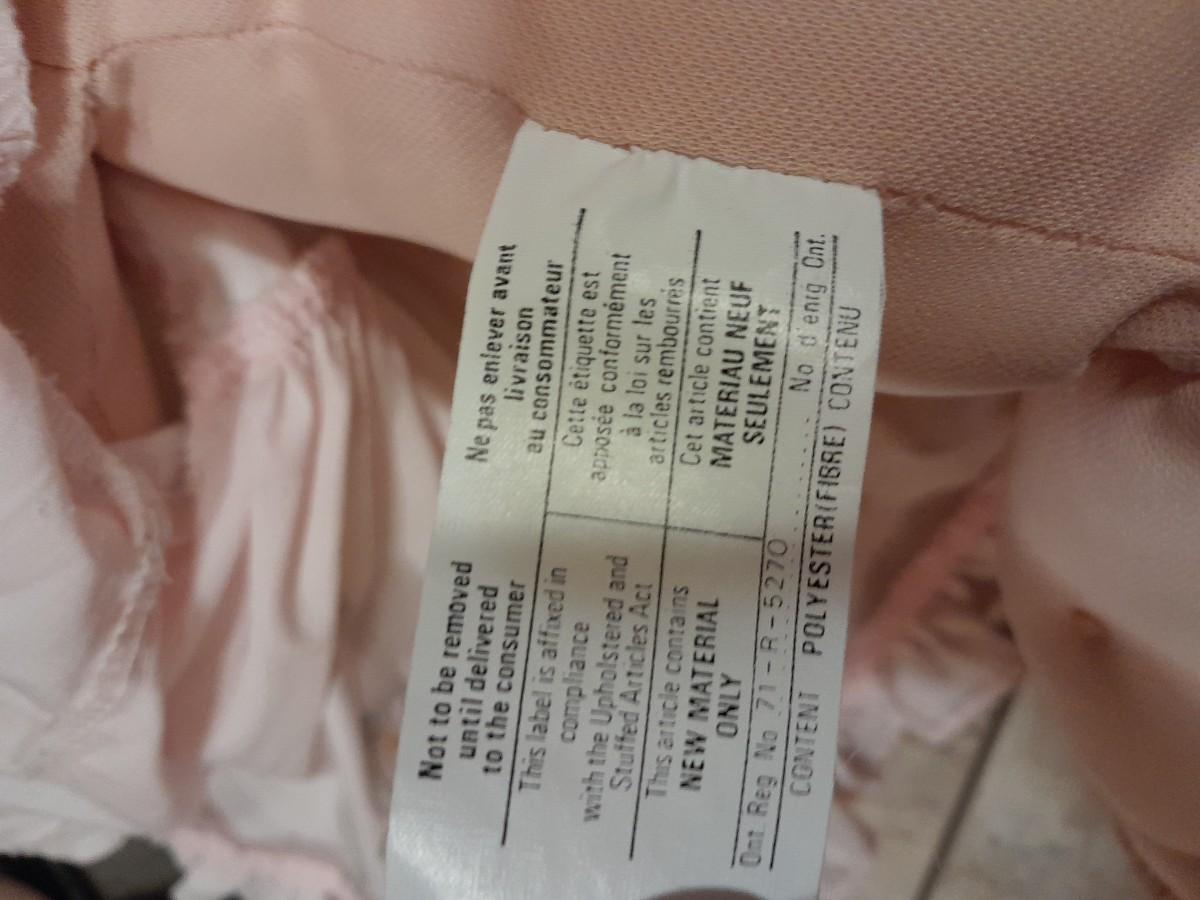 Not to be removed
until delivered
to the consumer
Ne pas enlever avant
livraison
au consommateur
This label is affixed in
compliance
with the Upholstered and
Stuffed Articles Act
Cette étiquette est
apposée conformément
à la loi sur les
articles rembourrés
This article contains
NEW MATERIAL
ONLY
Cet article contient
MATERIAU NEUF
SEULEMENT
Ont. Reg No 71-R-5270 No d'enrg Ont.
CONTENT POLYESTER(FIBRE) CONTENU